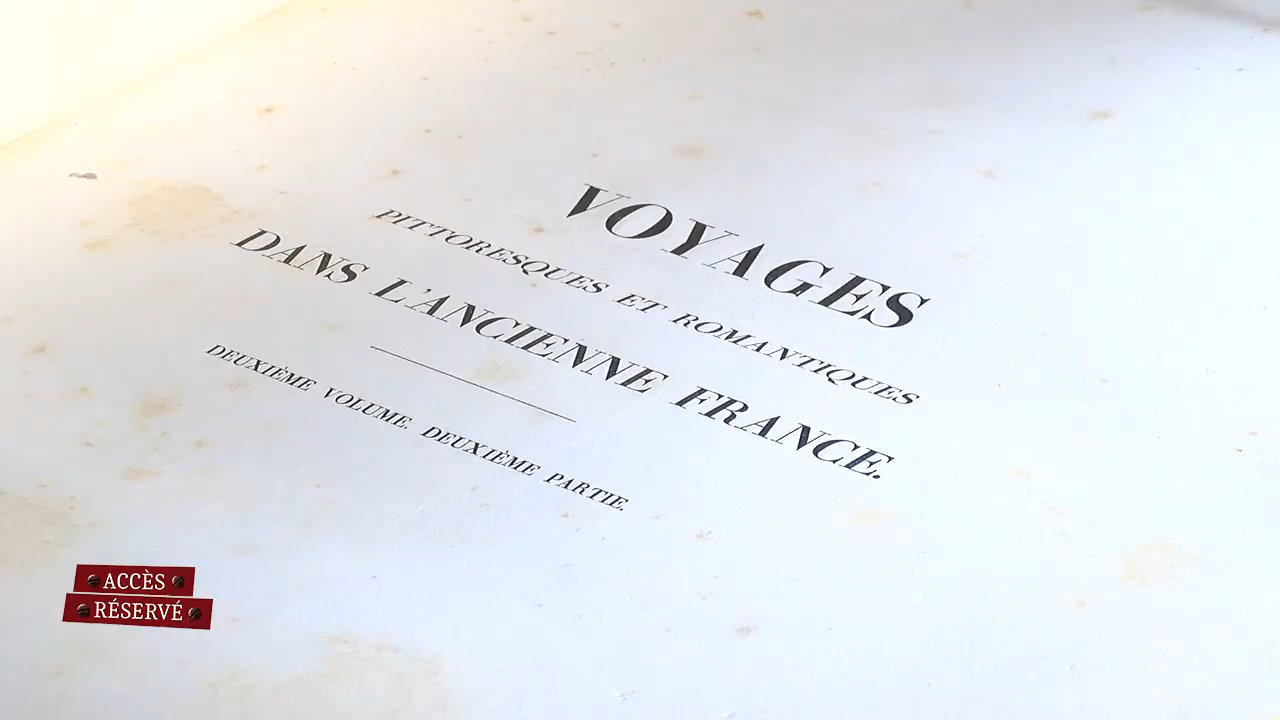 VOYAGES
PITTORESQUES ET ROMANTIQUES
DANS L'ANCIENNE FRANCE.
DEUXIÈME VOLUME. DEUXIÈME PARTIE.
ACCÈS
RÉSERVÉ